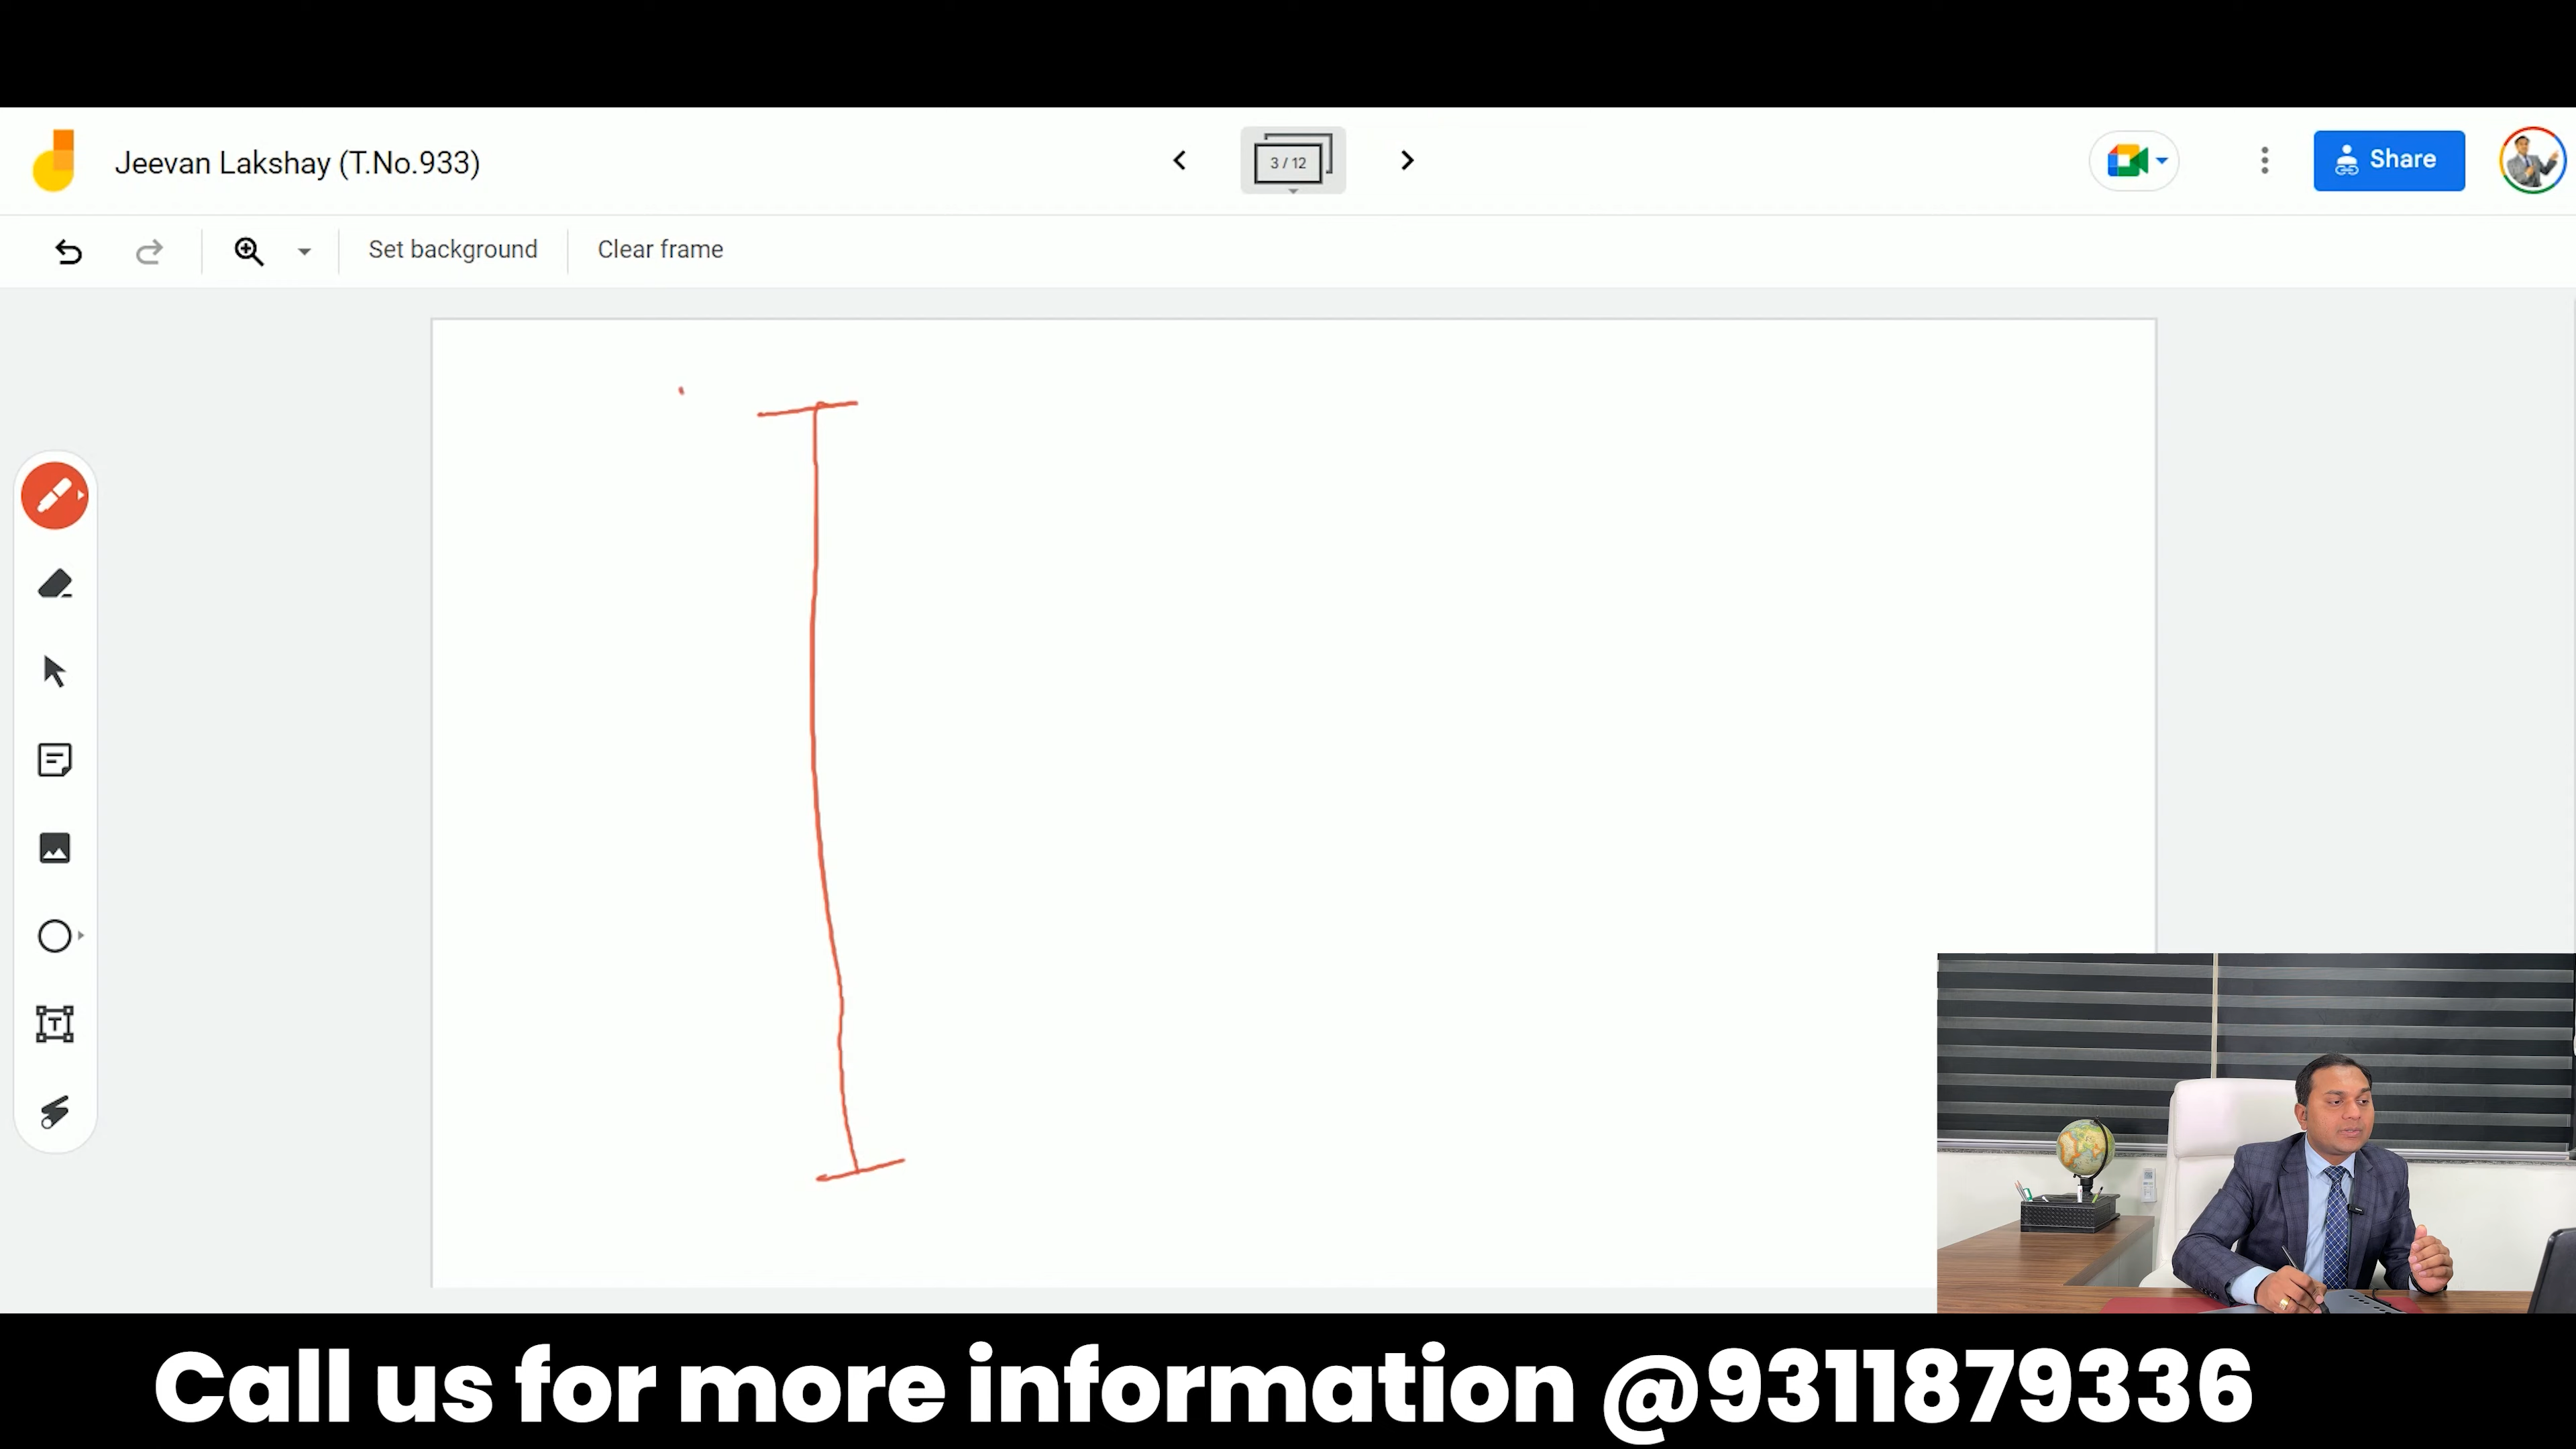 Jeevan Lakshay (T.No.933)
3 / 12
Share
Set background
Clear frame
T
Call us for more information @9311879336